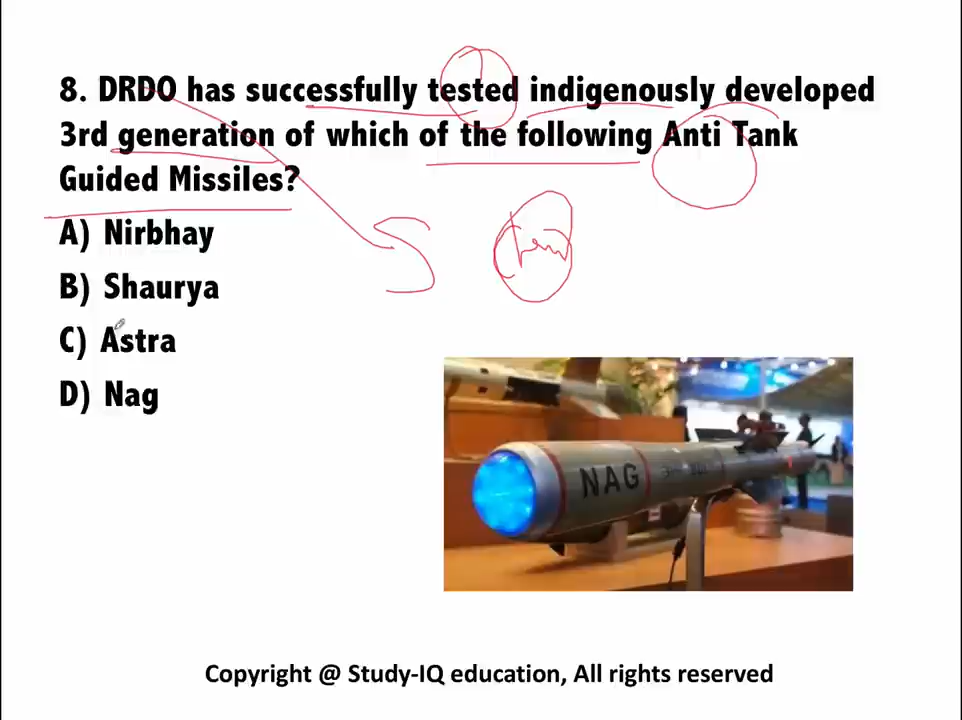 8. DRDO has successfully tested indigenously developed
3rd generation of which of the following Anti Tank
Guided Missiles?
A) Nirbhay
B) Shaurya
C) Astra
D) Nag
NAG
Copyright @ Study-IQ education, All rights reserved